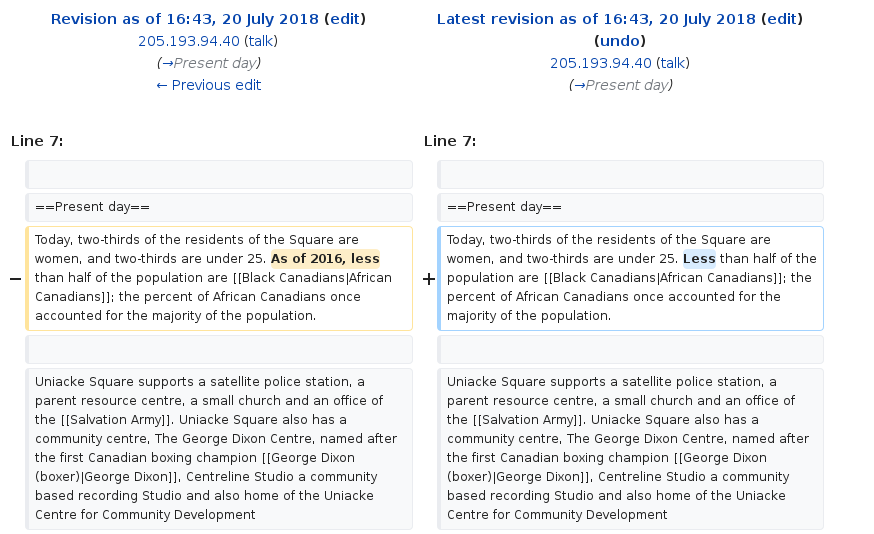 Revision as of 16:43, 20 July 2018 (edit)
205.193.94.40 (talk)
(→Present day)
← Previous edit
Latest revision as of 16:43, 20 July 2018 (edit)
(undo)
205.193.94.40 (talk)
(→Present day)
Line 7:
==Present day==
− Today, two-thirds of the residents of the Square are
women, and two-thirds are under 25. As of 2016, less
than half of the population are [[Black Canadians|African
Canadians]]; the percent of African Canadians once
accounted for the majority of the population.
Uniacke Square supports a satellite police station, a
parent resource centre, a small church and an office of
the [[Salvation Army]]. Uniacke Square also has a
community centre, The George Dixon Centre, named after
the first Canadian boxing champion [[George Dixon
(boxer)|George Dixon]], Centreline Studio a community
based recording Studio and also home of the Uniacke
Centre for Community Development
Line 7:
==Present day==
+ Today, two-thirds of the residents of the Square are
women, and two-thirds are under 25. Less than half of the
population are [[Black Canadians|African Canadians]]; the
percent of African Canadians once accounted for the
majority of the population.
Uniacke Square supports a satellite police station, a
parent resource centre, a small church and an office of
the [[Salvation Army]]. Uniacke Square also has a
community centre, The George Dixon Centre, named after
the first Canadian boxing champion [[George Dixon
(boxer)|George Dixon]], Centreline Studio a community
based recording Studio and also home of the Uniacke
Centre for Community Development